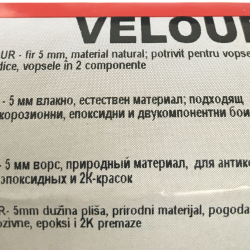 VELOUR
UR - fir 5 mm, material natural; potrivit pentru vopse
dice, vopsele în 2 componente
- 5 мм влакно, естествен материал; подходящ
корозионни, епоксидни и двукомпонентни бои
- 5 мм ворс, природный материал, для антико
эпоксидных и 2К-красок
R- 5mm dužina pliša, prirodni materijal, pogoda
ozivne, epoksi i 2K premaze